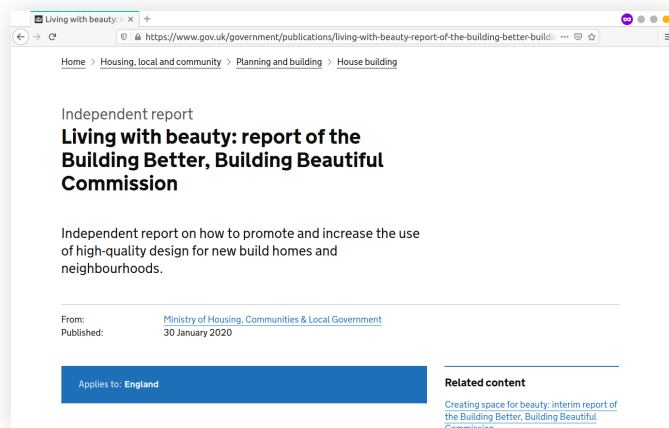 Living with beauty: r
https://www.gov.uk/government/publications/living-with-beauty-report-of-the-building-better-buildin
Home > Housing, local and community > Planning and building > House building
Independent report
Living with beauty: report of the
Building Better, Building Beautiful
Commission
Independent report on how to promote and increase the use
of high-quality design for new build homes and
neighbourhoods.
From: Ministry of Housing, Communities & Local Government
Published: 30 January 2020
Applies to: England
Related content
Creating space for beauty: interim report of
the Building Better, Building Beautiful
Commission